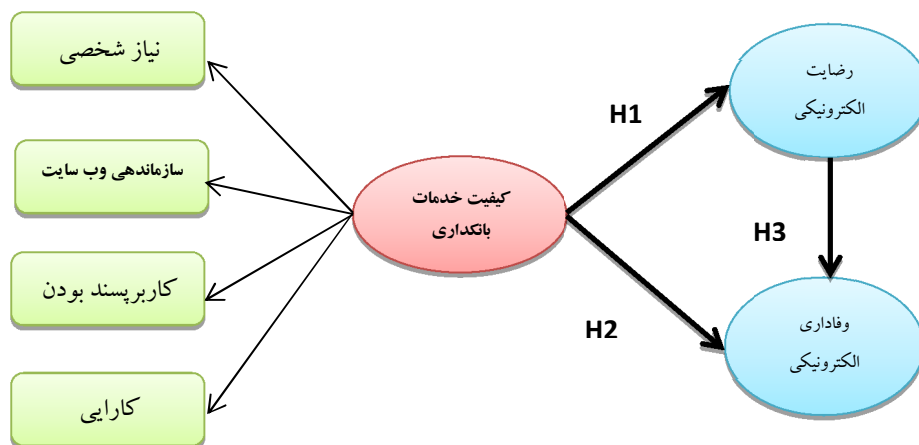 نیاز شخصی
سازماندهی وب سایت
کاربرپسند بودن
کارایی
کیفیت خدمات
بانکداری
H1
H2
H3
رضایت
الکترونیکی
وفاداری
الکترونیکی